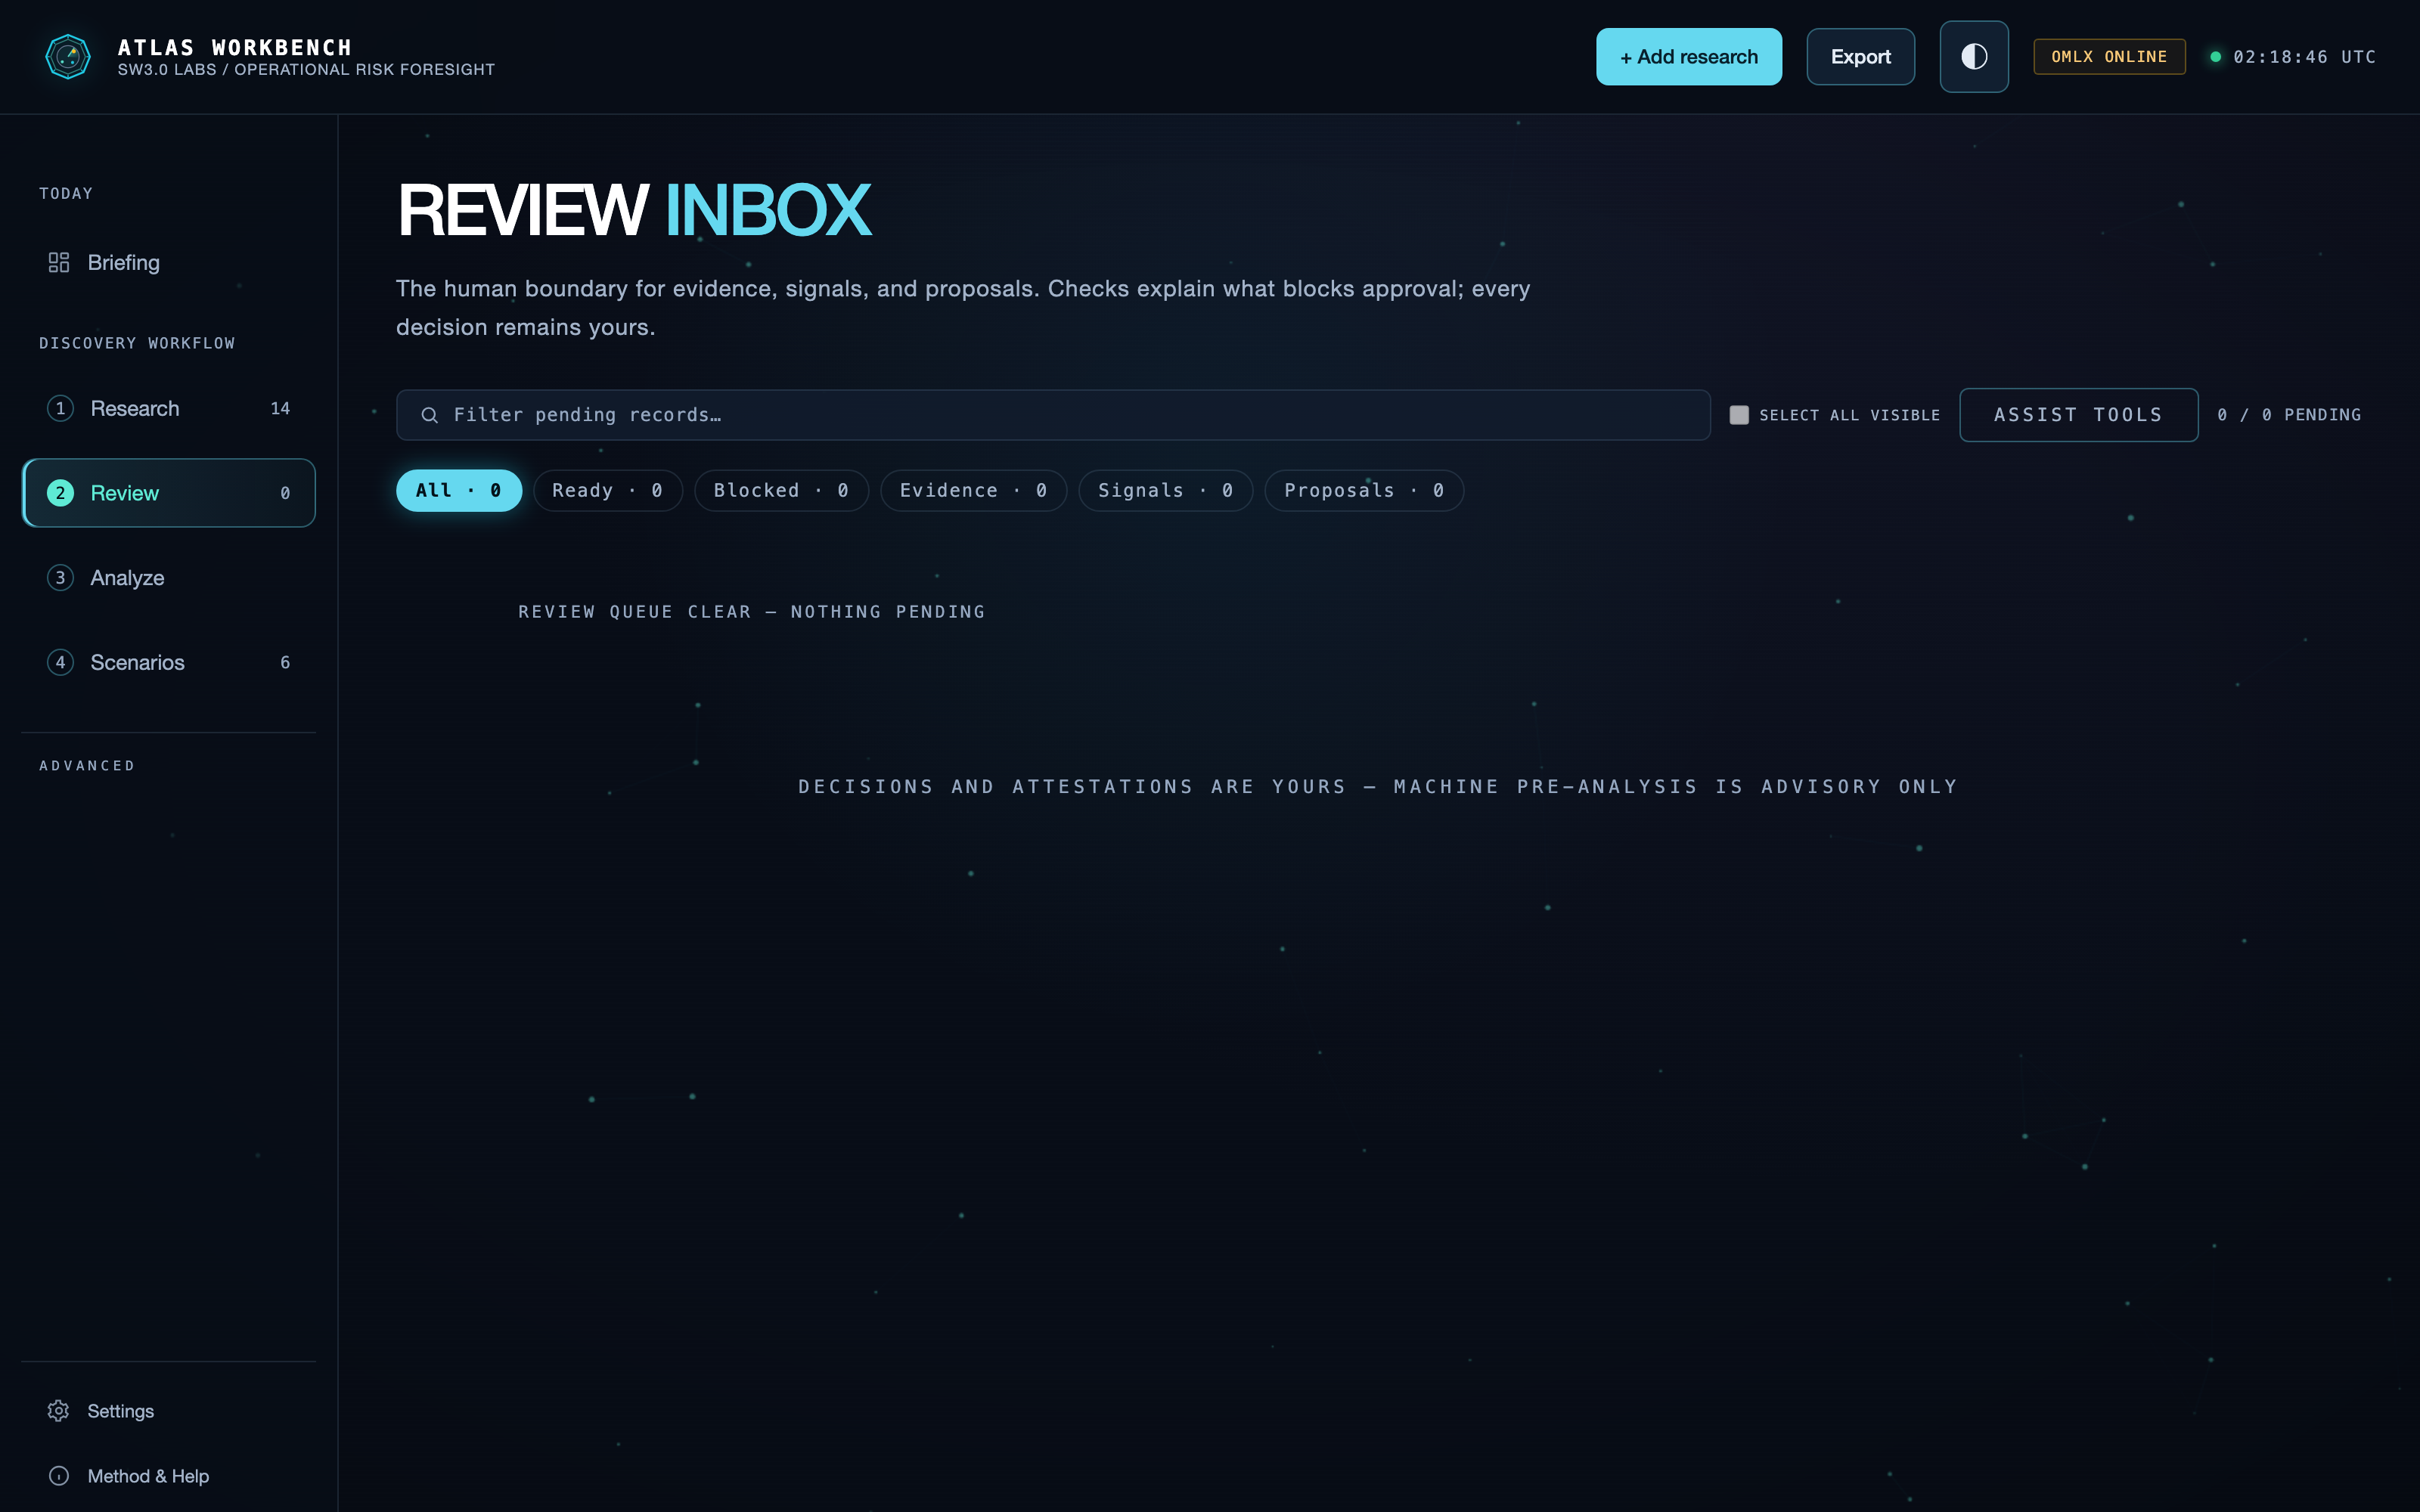 ATLAS WORKBENCH
SW3.0 LABS / OPERATIONAL RISK FORESIGHT
+ Add research
Export
OMLX ONLINE
02:18:46 UTC
TODAY
Briefing
DISCOVERY WORKFLOW
1 Research 14
2 Review 0
3 Analyze
4 Scenarios 6
ADVANCED
Settings
Method & Help
REVIEW INBOX
The human boundary for evidence, signals, and proposals. Checks explain what blocks approval; every
decision remains yours.
Filter pending records…
SELECT ALL VISIBLE
ASSIST TOOLS
0 / 0 PENDING
All · 0
Ready · 0
Blocked · 0
Evidence · 0
Signals · 0
Proposals · 0
REVIEW QUEUE CLEAR — NOTHING PENDING
DECISIONS AND ATTESTATIONS ARE YOURS — MACHINE PRE-ANALYSIS IS ADVISORY ONLY